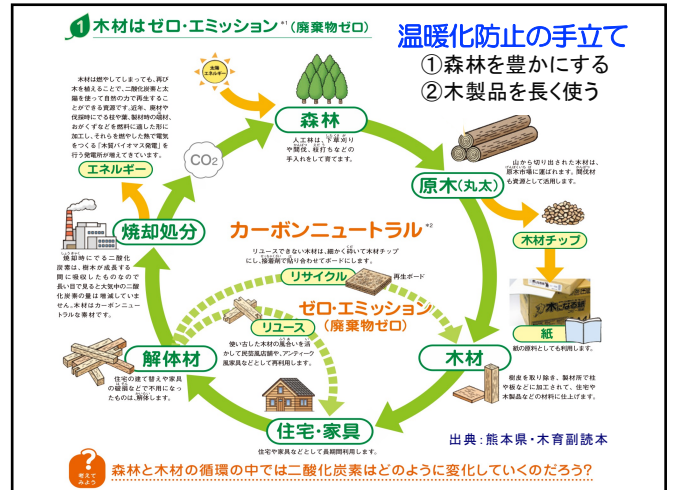 1 木材はゼロ・エミッション*1(廃棄物ゼロ)
温暖化防止の手立て
①森林を豊かにする
②木製品を長く使う
木材は燃やしてしまっても、再び
木を植えることで、二酸化炭素と太
陽を使って自然の力で再生するこ
とができる資源です。近年、廃材や
伐採時にでる枝や葉、製材時の端材、
おがくずなどを燃料に適した形に
加工し、それらを燃やした熱で電気
をつくる「木質バイオマス発電」を
行う発電所が増えてきています。
太陽
エネルギー
森林
人工林は、下草刈り
や間伐、枝打ちなどの
手入れをして育てます。
CO2
エネルギー
原木(丸太)
山から切り出された木材は、
原木市場に運ばれます。間伐材
も資源として活用します。
焼却処分
焼却時にでる二酸化
炭素は、樹木が成長する
間に吸収したものなので
長い目で見ると大気中の二酸
化炭素の量は増減していま
せん。木材はカーボンニュー
トラルな素材です。
カーボンニュートラル*2
リユースできない木材は、細かく砕いて木材チップ
にし、接着剤で貼り合わせてボードにします。
リサイクル
再生ボード
木材チップ
ゼロ・エミッション
(廃棄物ゼロ)
リユース
使い古した木材の風合いを活
かして民芸風店舗や、アンティーク
風家具などとして再利用します。
紙
紙の原料としても利用します。
解体材
住宅の建て替えや家具
の破損などで不用になっ
たものは、解体します。
木材
樹皮を取り除き、製材所で柱
や板などに加工されて、住宅や
木製品などの材料に仕上げます。
住宅・家具
住宅や家具などとして長期間利用します。
出典:熊本県・木育副読本
?
考えて
みよう
森林と木材の循環の中では二酸化炭素はどのように変化していくのだろう?